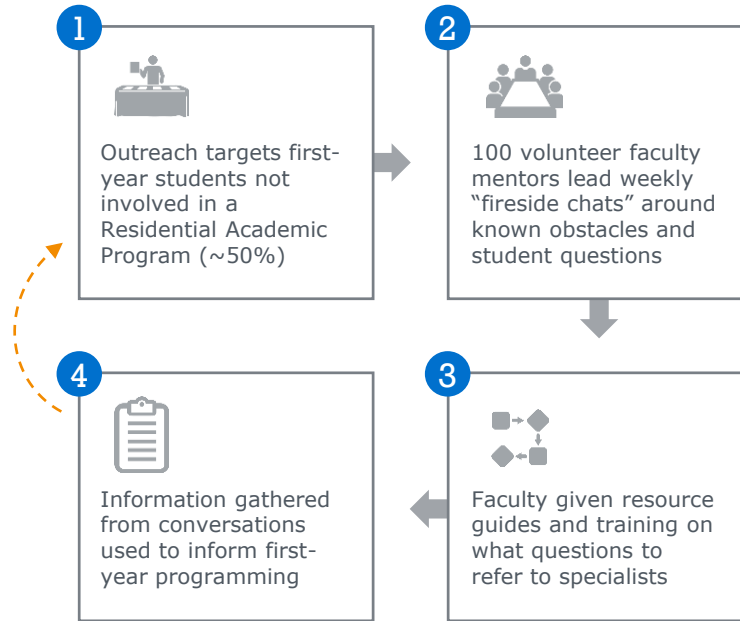 1
Outreach targets first-
year students not
involved in a
Residential Academic
Program (~50%)
2
100 volunteer faculty
mentors lead weekly
“fireside chats” around
known obstacles and
student questions
3
Faculty given resource
guides and training on
what questions to
refer to specialists
4
Information gathered
from conversations
used to inform first-
year programming